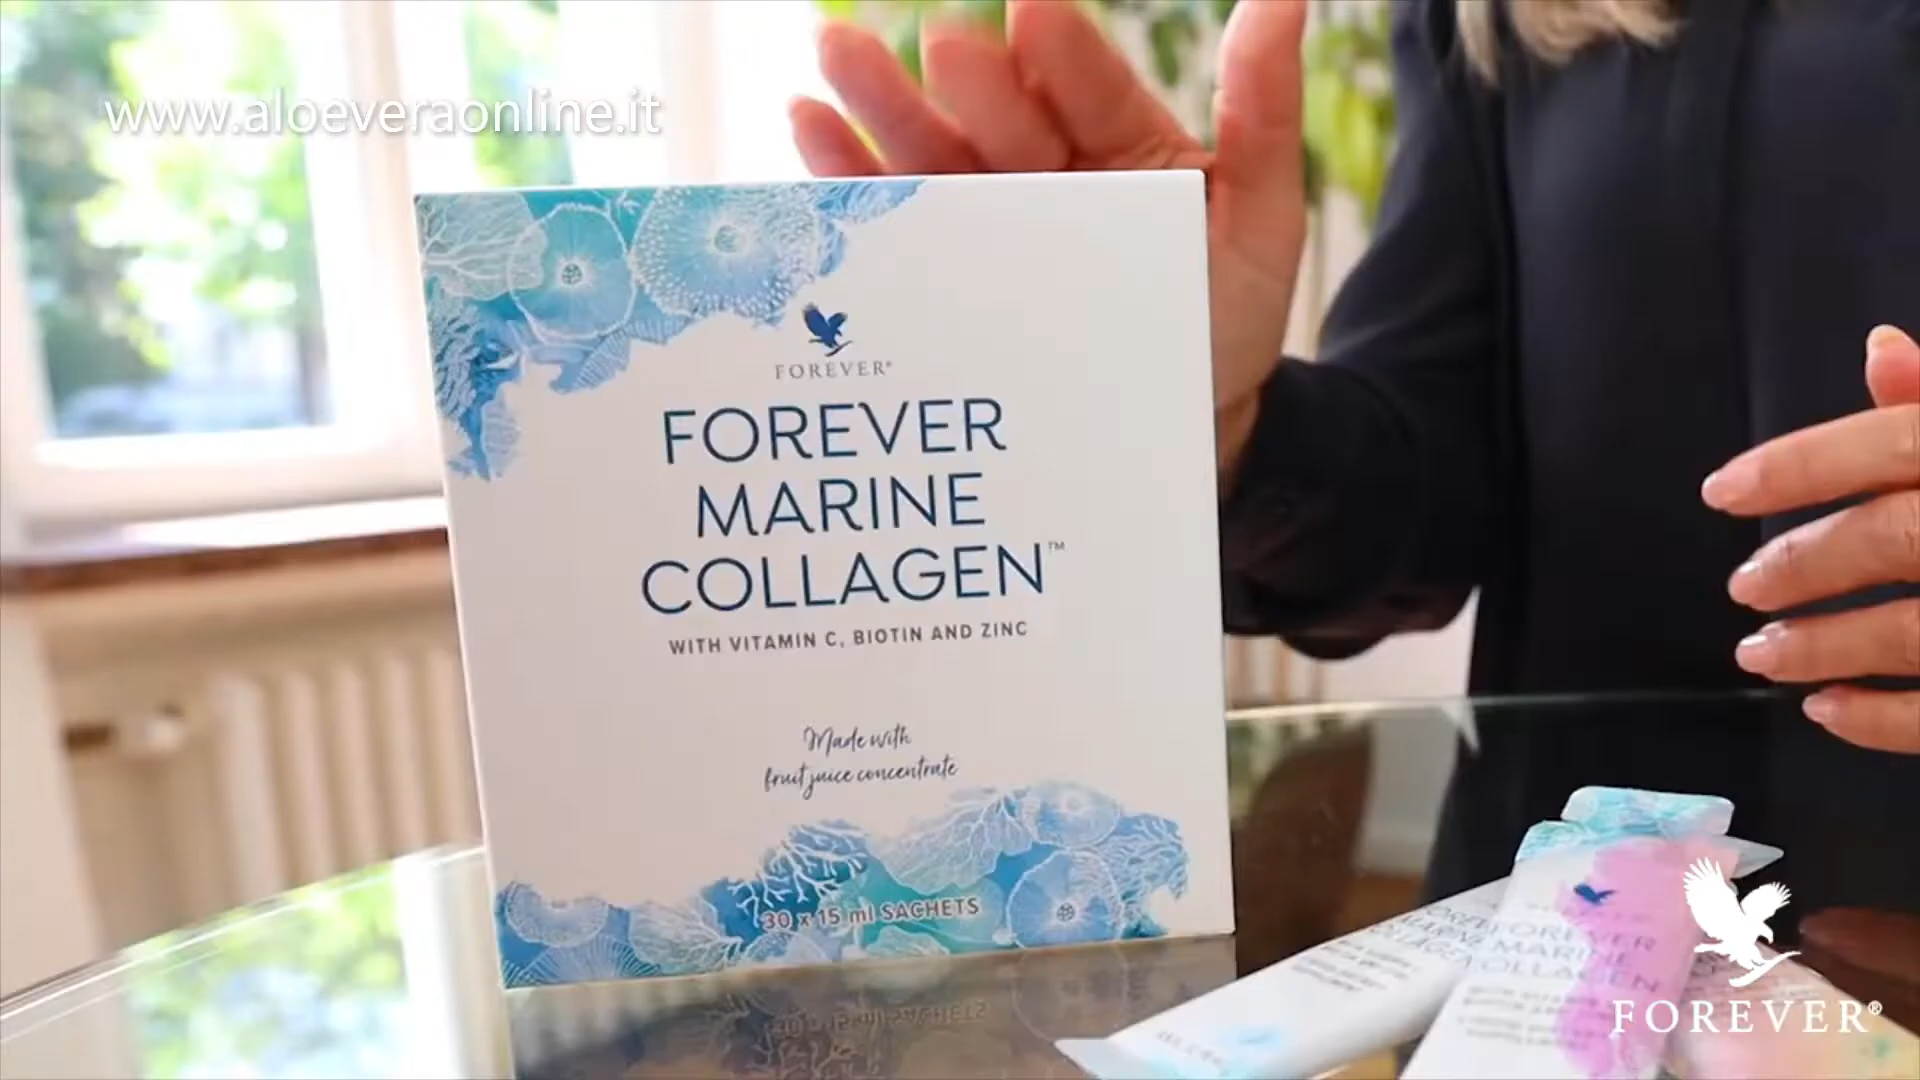 www.aloeveraonline.it
FOREVER®
FOREVER
MARINE
COLLAGEN™
WITH VITAMIN C, BIOTIN AND ZINC
Made with
fruit juice concentrate
30 x 15 ml SACHETS
FOREVER
MARINE
COLLAGEN
FOREVER®